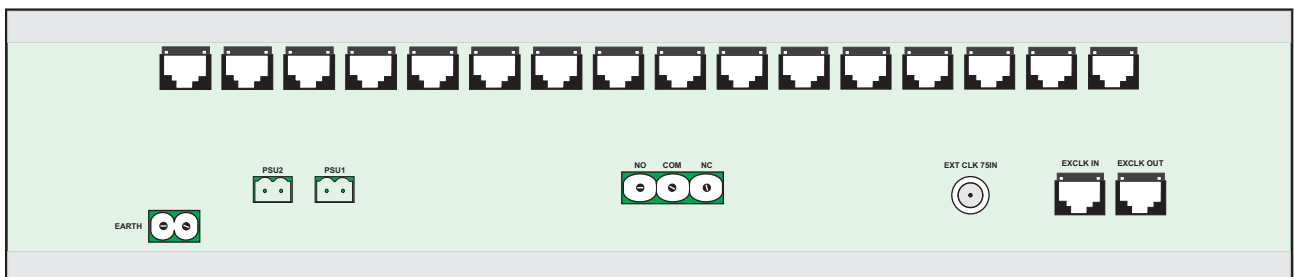 NO COM NC
EXT CLK 75IN
EXCLK IN
EXCLK OUT
PSU2
PSU1
EARTH